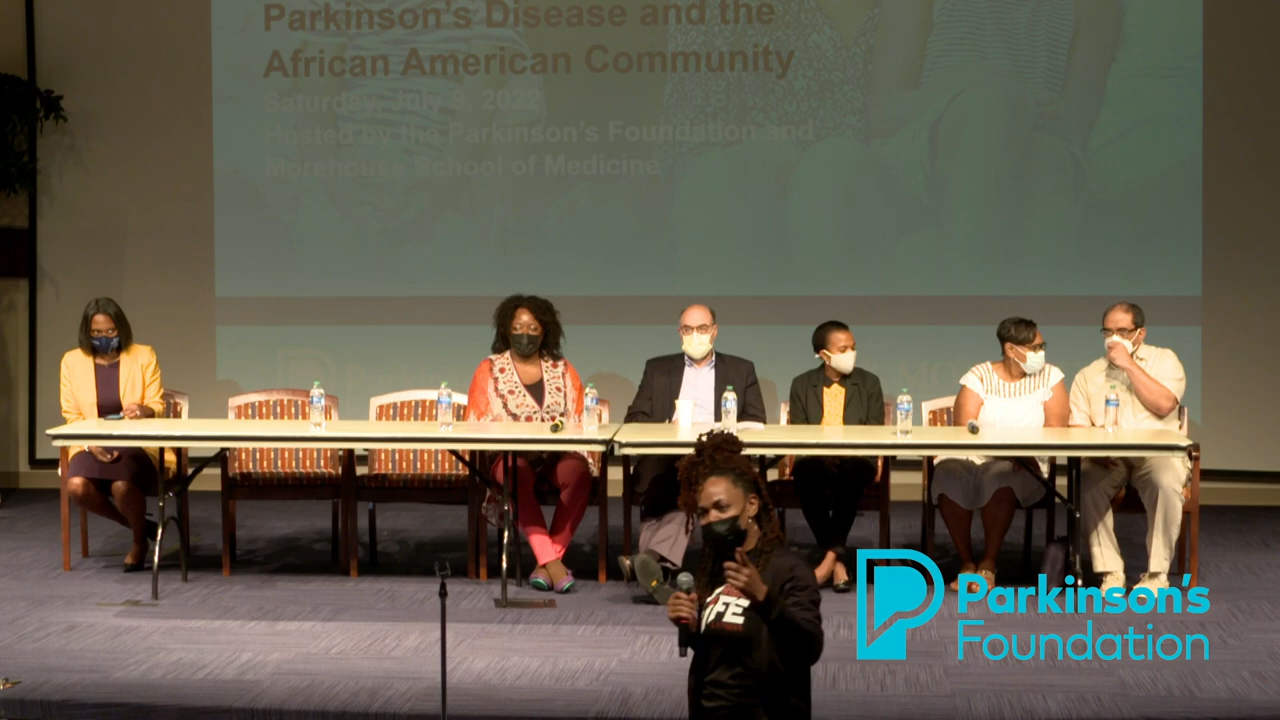 Parkinson's Disease and the
African American Community
Saturday, July 9, 2022
Hosted by the Parkinson's Foundation and
Morehouse School of Medicine
Parkinson's
Foundation